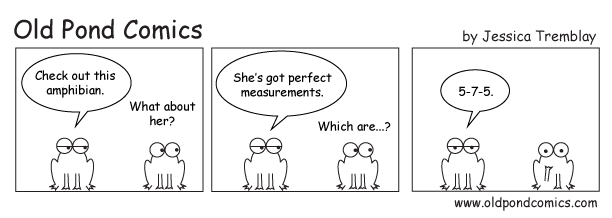 Old Pond Comics
by Jessica Tremblay
Check out this
amphibian.
What about
her?
She's got perfect
measurements.
Which are...?
5-7-5.
www.oldpondcomics.com